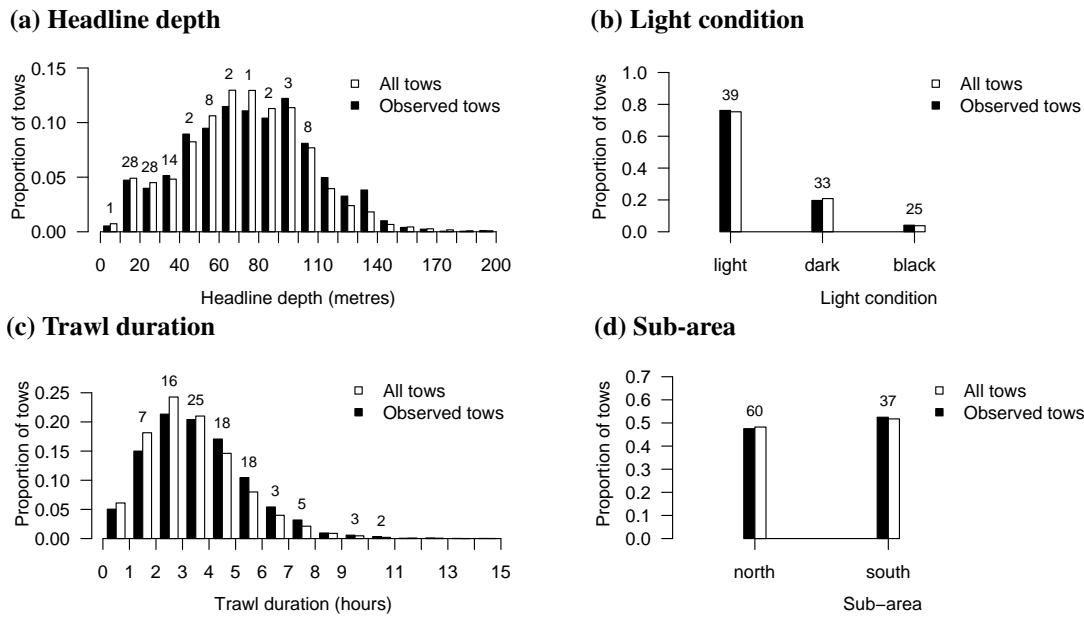 (a) Headline depth
Proportion of tows
0.15
0.10
0.05
0.00
1
28
28
14
2
8
2
1
2
3
8
All tows
Observed tows
0 20 40 60 80 110 140 170 200
Headline depth (metres)
(b) Light condition
Proportion of tows
1.0
0.8
0.6
0.4
0.2
0.0
39
33
25
All tows
Observed tows
light dark black
Light condition
(c) Trawl duration
Proportion of tows
0.25
0.20
0.15
0.10
0.05
0.00
7
16
25
18
18
3
5
3
2
All tows
Observed tows
0 1 2 3 4 5 6 7 8 9 11 13 15
Trawl duration (hours)
(d) Sub-area
Proportion of tows
0.7
0.6
0.5
0.4
0.3
0.2
0.1
0.0
60
37
All tows
Observed tows
north south
Sub−area